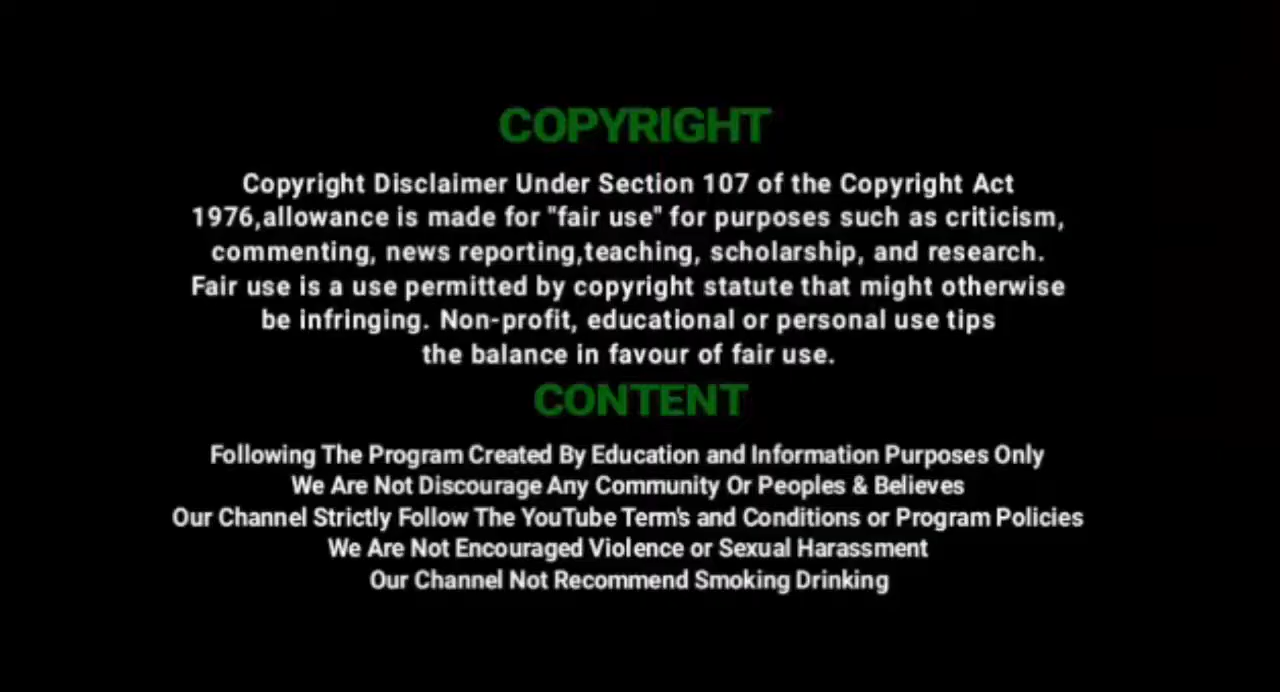 COPYRIGHT
Copyright Disclaimer Under Section 107 of the Copyright Act
1976,allowance is made for "fair use" for purposes such as criticism,
commenting, news reporting,teaching, scholarship, and research.
Fair use is a use permitted by copyright statute that might otherwise
be infringing. Non-profit, educational or personal use tips
the balance in favour of fair use.
CONTENT
Following The Program Created By Education and Information Purposes Only
We Are Not Discourage Any Community Or Peoples & Believes
Our Channel Strictly Follow The YouTube Term's and Conditions or Program Policies
We Are Not Encouraged Violence or Sexual Harassment
Our Channel Not Recommend Smoking Drinking